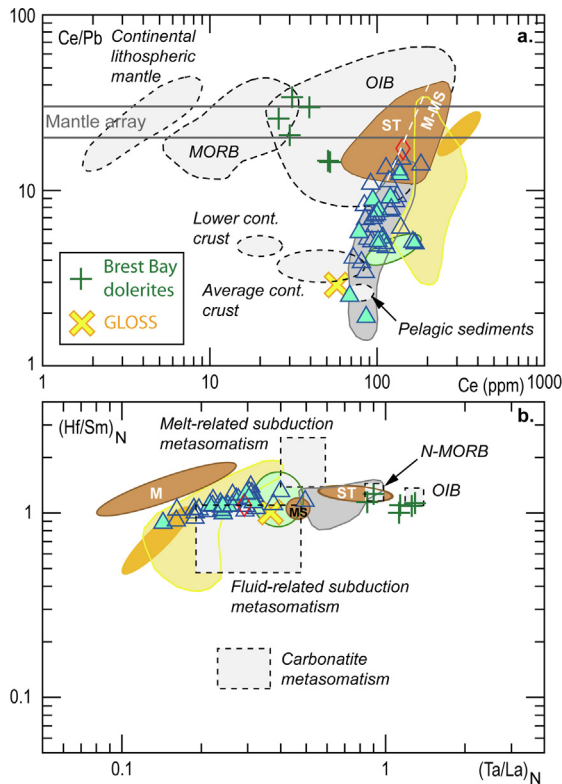 Ce/Pb
Continental
lithospheric
mantle
a.
OIB
ST
M-MS
Mantle array
MORB
Lower cont.
crust
Average cont.
crust
Pelagic sediments
Brest Bay
dolerites
GLOSS
100
10
1
1
10
100
1000
Ce (ppm)
(Hf/Sm)N
Melt-related subduction
metasomatism
b.
N-MORB
M
ST
OIB
MS
Fluid-related subduction
metasomatism
Carbonatite
metasomatism
10
1
0.1
0.1
1
(Ta/La)N